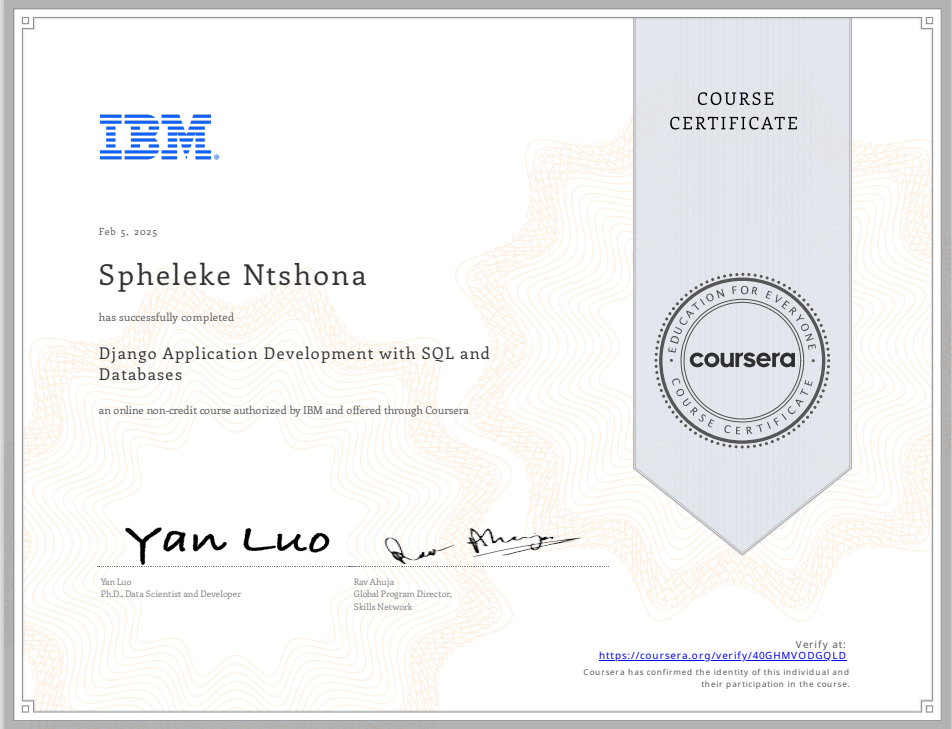 COURSE
CERTIFICATE
IBM®
Feb 5, 2025
Spheleke Ntshona
has successfully completed
Django Application Development with SQL and
Databases
an online non-credit course authorized by IBM and offered through Coursera
EDUCATION FOR EVERYONE
coursera
COURSE CERTIFICATE
Yan Luo
Rav Ahuja
Yan Luo
Ph.D., Data Scientist and Developer
Rav Ahuja
Global Program Director,
Skills Network
Verify at:
https://coursera.org/verify/40GHMVODGQLD
Coursera has confirmed the identity of this individual and
their participation in the course.